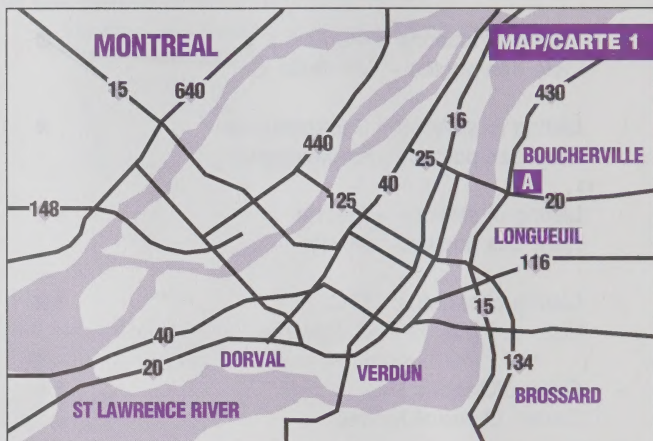 MONTREAL
MAP/CARTE 1
15
640
430
16
440
25
BOUCHERVILLE
40
A
125
20
148
LONGUEUIL
116
15
40
20
DORVAL
VERDUN
134
BROSSARD
ST LAWRENCE RIVER